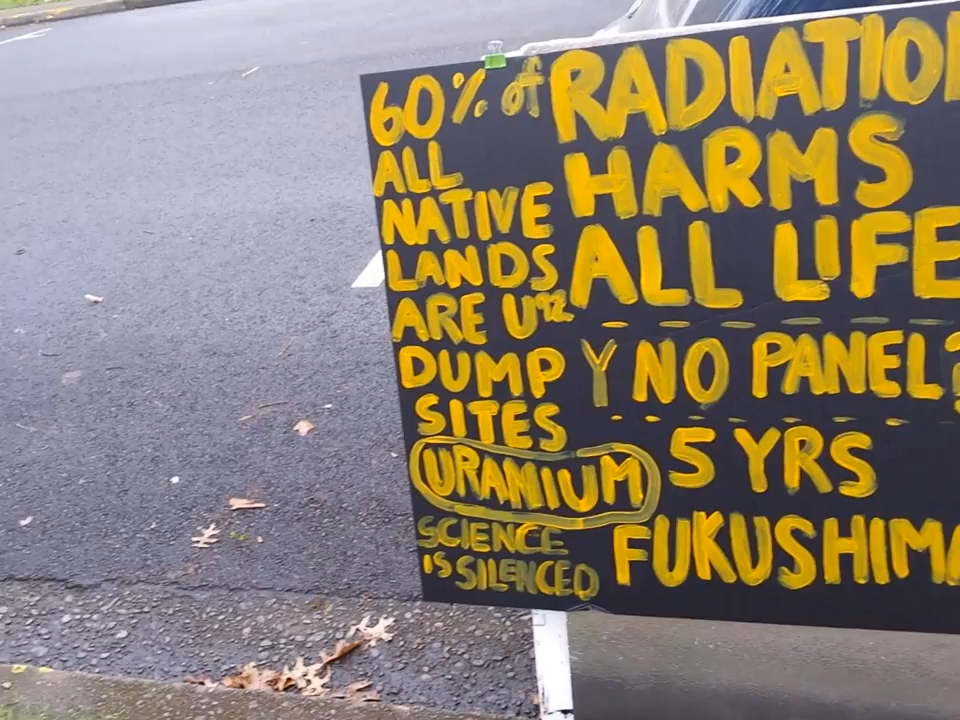 60% of
ALL
NATIVE
LANDS
ARE U92
DUMP
SITES
URANIUM
SCIENCE
IS SILENCED
RADIATION
HARMS
ALL LIFE
Y NO PANEL?
5 YRS
FUKUSHIMA